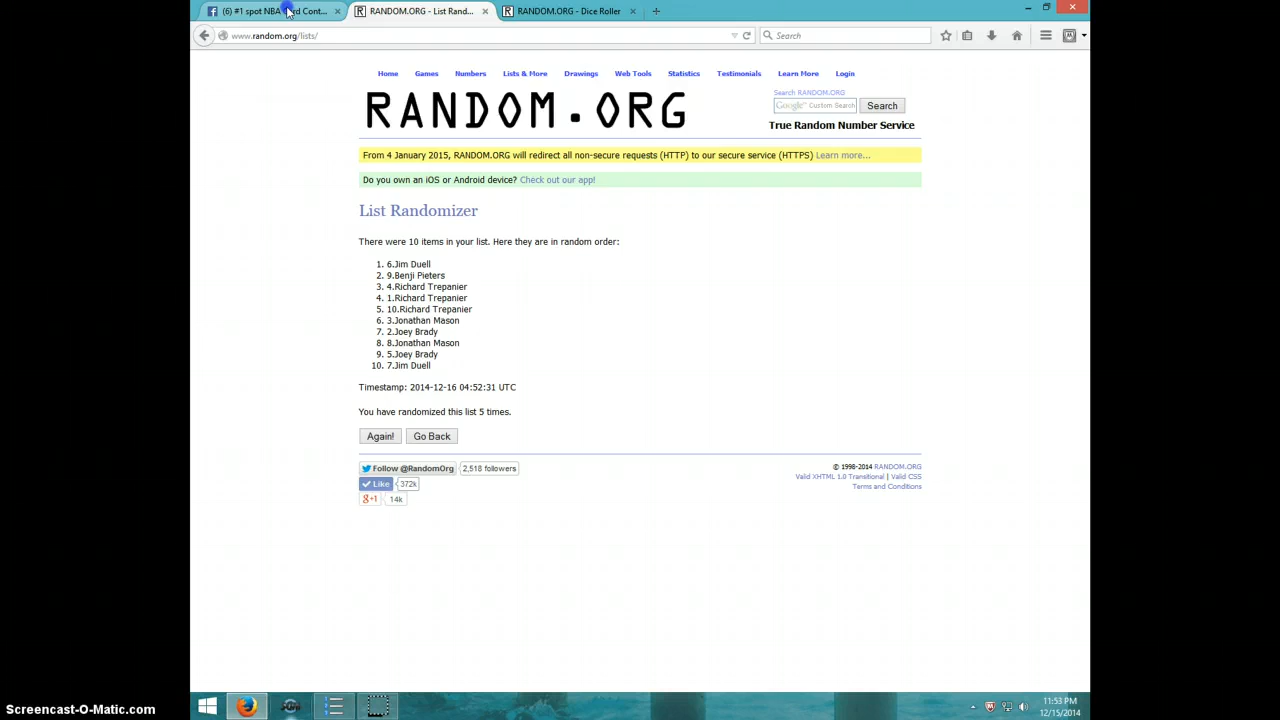 (6) #1 spot NBA Card Cont...
RANDOM.ORG - List Rand...
RANDOM.ORG - Dice Roller
www.random.org/lists/
Search
Home Games Numbers Lists & More Drawings Web Tools Statistics Testimonials Learn More Login
RANDOM.ORG
Search RANDOM.ORG
Google™ Custom Search Search
True Random Number Service
From 4 January 2015, RANDOM.ORG will redirect all non-secure requests (HTTP) to our secure service (HTTPS) Learn more...
Do you own an iOS or Android device? Check out our app!
List Randomizer
There were 10 items in your list. Here they are in random order:
1. 6.Jim Duell
2. 9.Benji Pieters
3. 4.Richard Trepanier
4. 1.Richard Trepanier
5. 10.Richard Trepanier
6. 3.Jonathan Mason
7. 2.Joey Brady
8. 8.Jonathan Mason
9. 5.Joey Brady
10. 7.Jim Duell
Timestamp: 2014-12-16 04:52:31 UTC
You have randomized this list 5 times.
Again! Go Back
Follow @RandomOrg 2,518 followers
Like 372k
g+1 14k
© 1998-2014 RANDOM.ORG
Valid XHTML 1.0 Transitional | Valid CSS
Terms and Conditions
11:53 PM
12/15/2014
Screencast-O-Matic.com